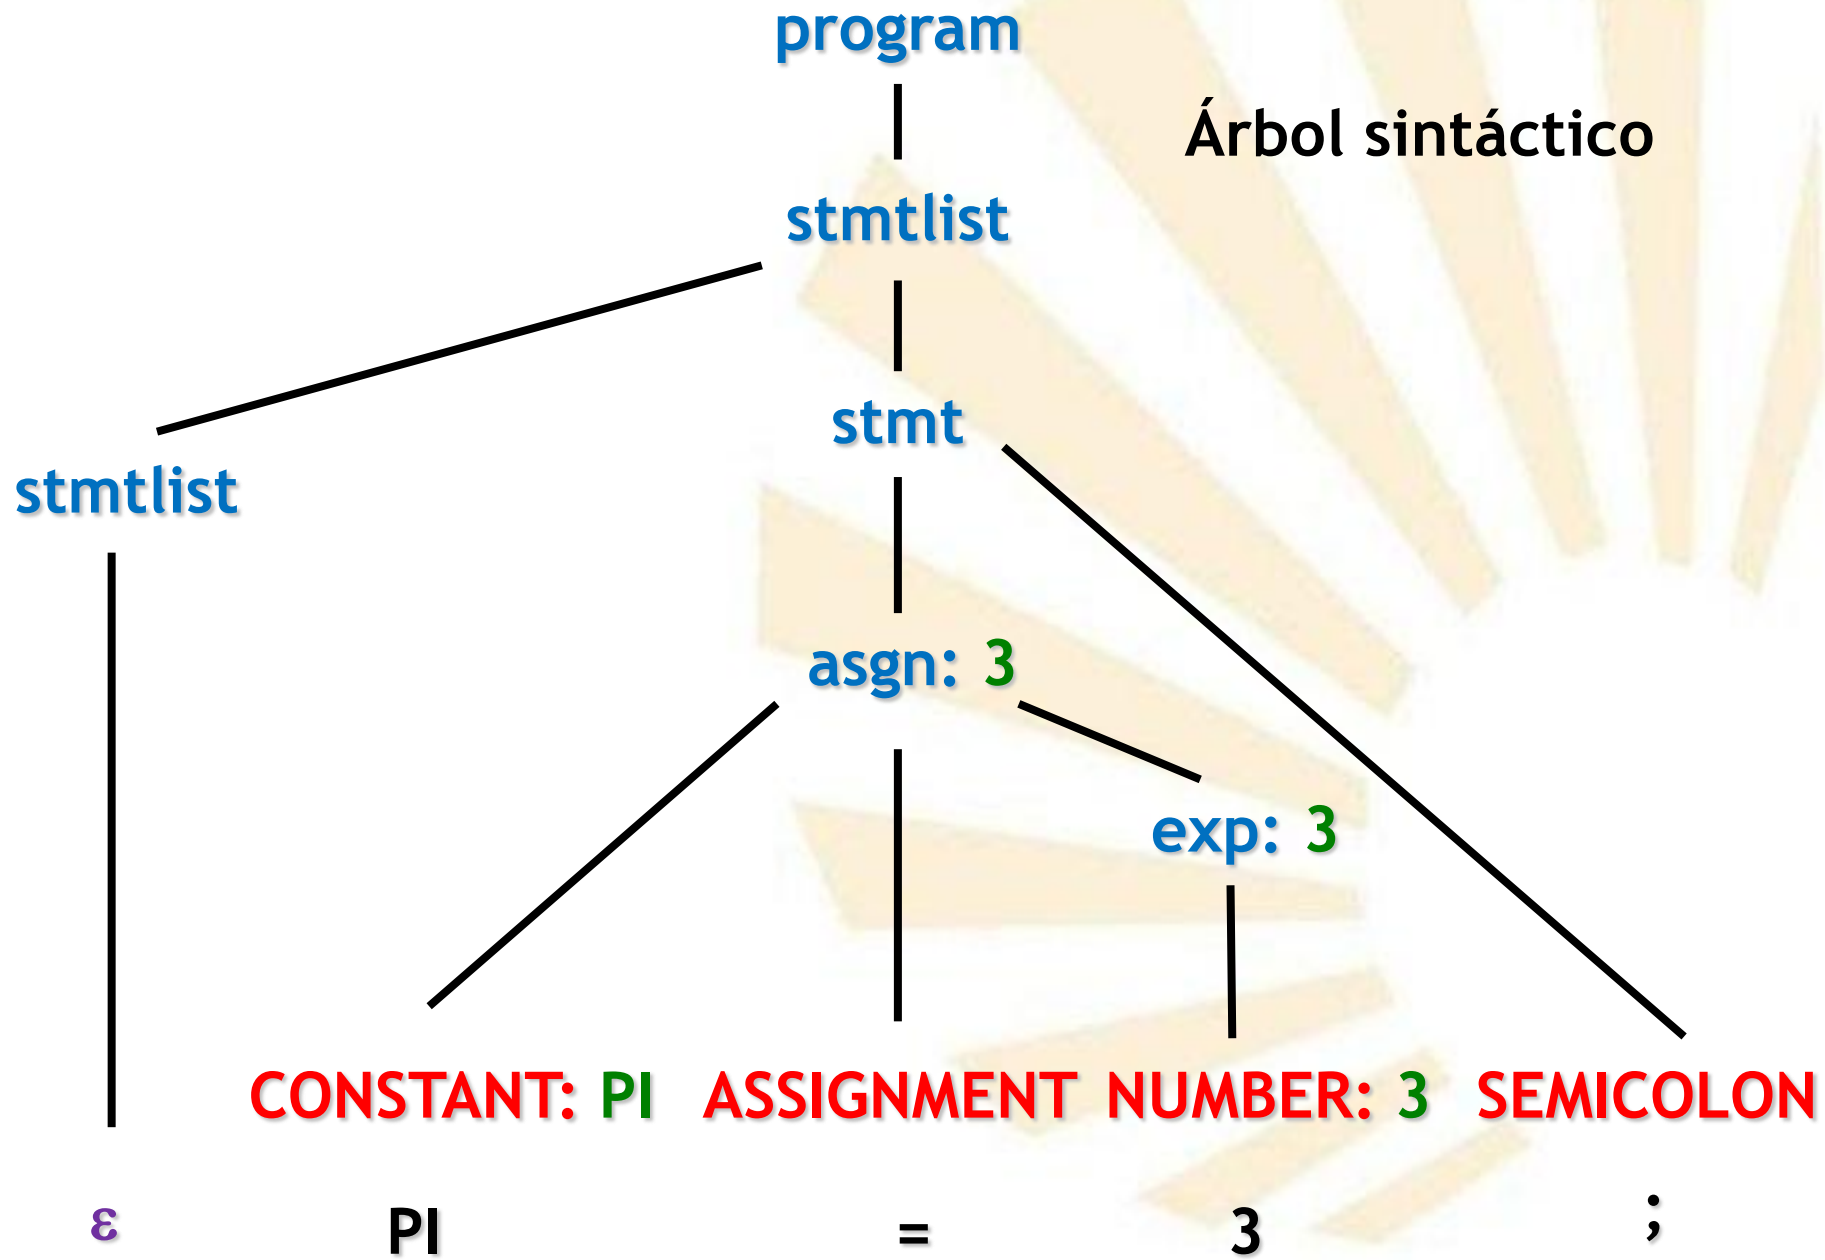 program
Árbol sintáctico
stmtlist
stmt
stmtlist
asgn: 3
exp: 3
CONSTANT: PI ASSIGNMENT NUMBER: 3 SEMICOLON
ε PI = 3 ;